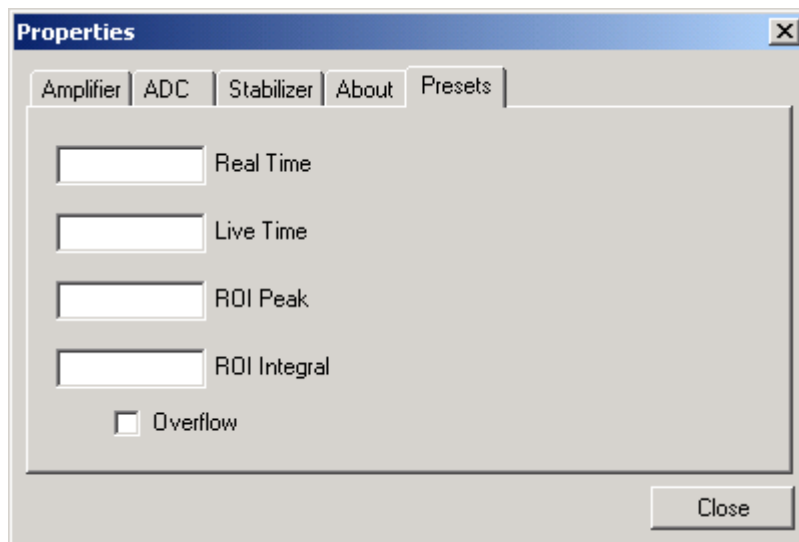 Properties
Amplifier ADC Stabilizer About Presets
Real Time
Live Time
ROI Peak
ROI Integral
Overflow
Close